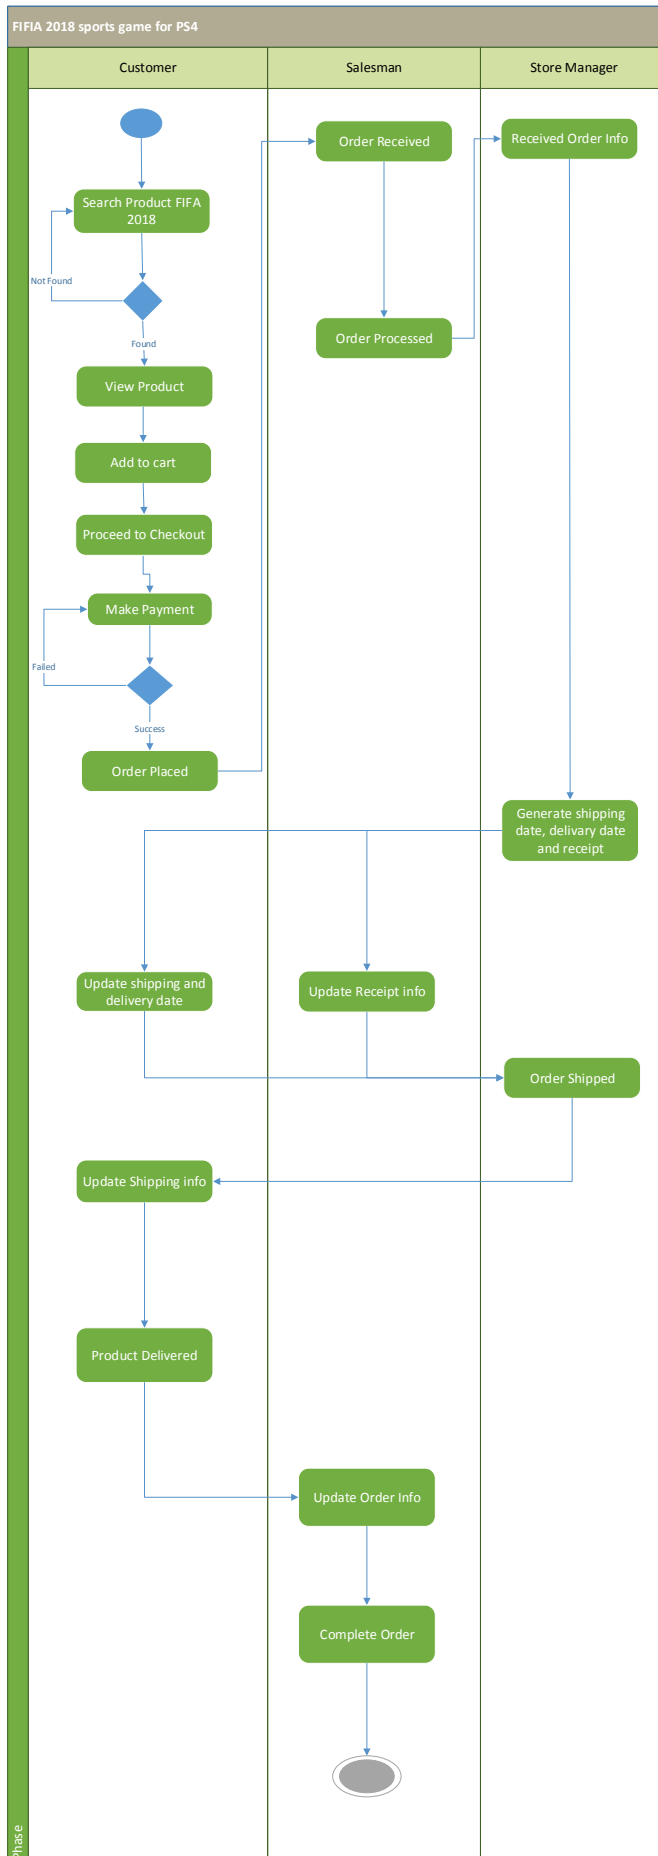 FIFIA 2018 sports game for PS4
Customer
Salesman
Store Manager
Order Received
Received Order Info
Search Product FIFA
2018
Not Found
Order Processed
Found
View Product
Add to cart
Proceed to Checkout
Make Payment
Failed
Success
Order Placed
Generate shipping
date, delivary date
and receipt
Update shipping and
delivery date
Update Receipt info
Order Shipped
Update Shipping info
Product Delivered
Update Order Info
Complete Order
Phase